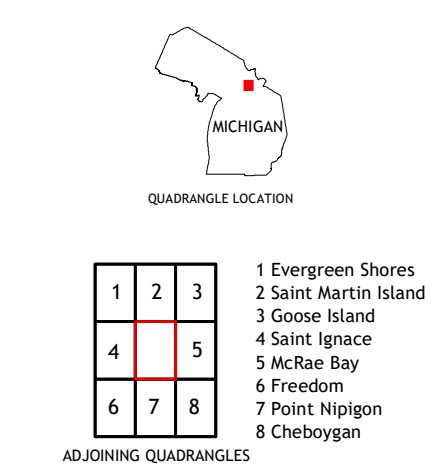 MICHIGAN
QUADRANGLE LOCATION
1 2 3
4 5
6 7 8
1 Evergreen Shores
2 Saint Martin Island
3 Goose Island
4 Saint Ignace
5 McRae Bay
6 Freedom
7 Point Nipigon
8 Cheboygan
ADJOINING QUADRANGLES